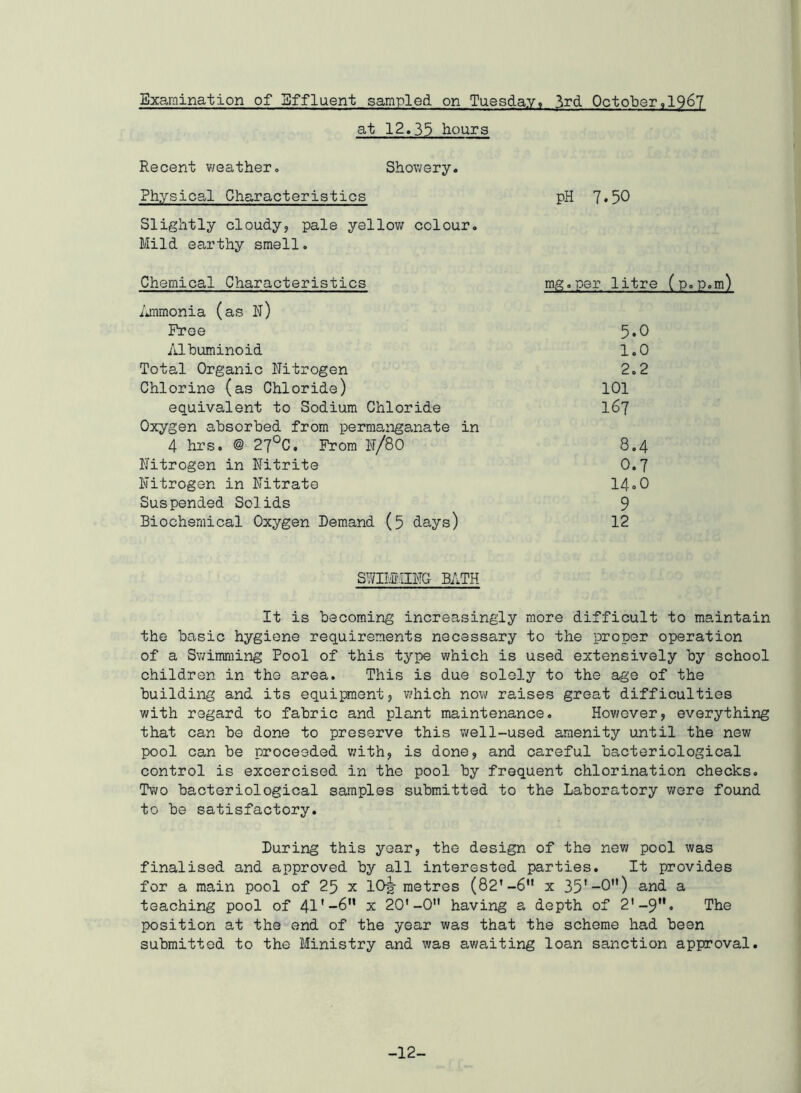 Examination of Effluent sampled on Tuesday, 3rd October,1967
at 12.35 hours
Recent weather. Showery.
Physical Characteristics pH 7.50
Slightly cloudy, pale yellow colour.
Mild earthy smell.
Chemical Characteristics mg.per litre (p.p.m)
Ammonia (as N)
Free 5.0
Albuminoid 1.0
Total Organic Nitrogen 2.2
Chlorine (as Chloride) 101
equivalent to Sodium Chloride 167
Oxygen absorbed from permanganate in
4 hrs. @ 27°C. From N/80 8.4
Nitrogen in Nitrite 0.7
Nitrogen in Nitrate 14.0
Suspended Solids 9
Biochemical Oxygen Demand (5 days) 12
SWIMMING BATH
It is becoming increasingly more difficult to maintain
the basic hygiene requirements necessary to the proper operation
of a Swimming Pool of this type which is used extensively by school
children in the area. This is due solely to the age of the
building and its equipment, which now raises great difficulties
with regard to fabric and plant maintenance. However, everything
that can be done to preserve this well-used amenity until the new
pool can be proceeded with, is done, and careful bacteriological
control is excercised in the pool by frequent chlorination checks.
Two bacteriological samples submitted to the Laboratory were found
to be satisfactory.
During this year, the design of the new pool was
finalised and approved by all interested parties. It provides
for a main pool of 25 x 10½ metres (82'-6" x 35'-0") and a
teaching pool of 41'-6" x 20'-0" having a depth of 2'-9". The
position at the end of the year was that the scheme had been
submitted to the Ministry and was awaiting loan sanction approval.
-12-